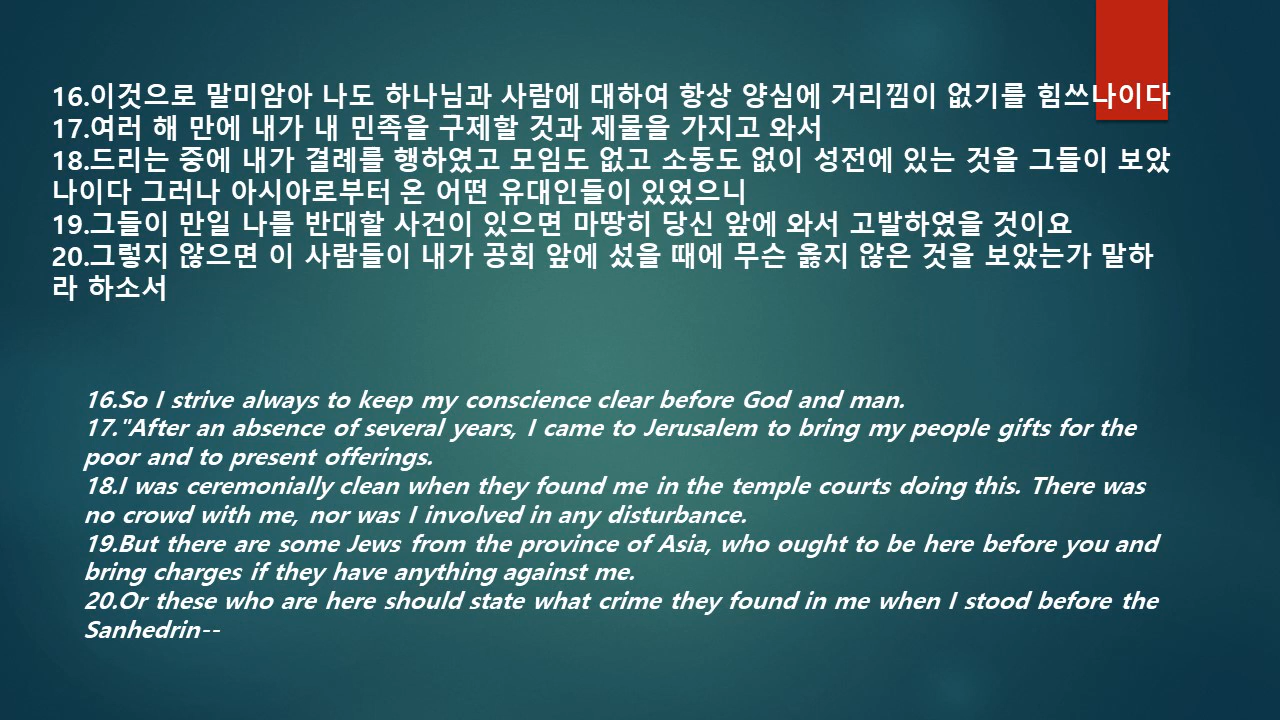 16.이것으로 말미암아 나도 하나님과 사람에 대하여 항상 양심에 거리낌이 없기를 힘쓰나이다
17.여러 해 만에 내가 내 민족을 구제할 것과 제물을 가지고 와서
18.드리는 중에 내가 결례를 행하였고 모임도 없고 소동도 없이 성전에 있는 것을 그들이 보았
나이다 그러나 아시아로부터 온 어떤 유대인들이 있었으니
19.그들이 만일 나를 반대할 사건이 있으면 마땅히 당신 앞에 와서 고발하였을 것이요
20.그렇지 않으면 이 사람들이 내가 공회 앞에 섰을 때에 무슨 옳지 않은 것을 보았는가 말하
라 하소서
16.So I strive always to keep my conscience clear before God and man.
17."After an absence of several years, I came to Jerusalem to bring my people gifts for the
poor and to present offerings.
18.I was ceremonially clean when they found me in the temple courts doing this. There was
no crowd with me, nor was I involved in any disturbance.
19.But there are some Jews from the province of Asia, who ought to be here before you and
bring charges if they have anything against me.
20.Or these who are here should state what crime they found in me when I stood before the
Sanhedrin--